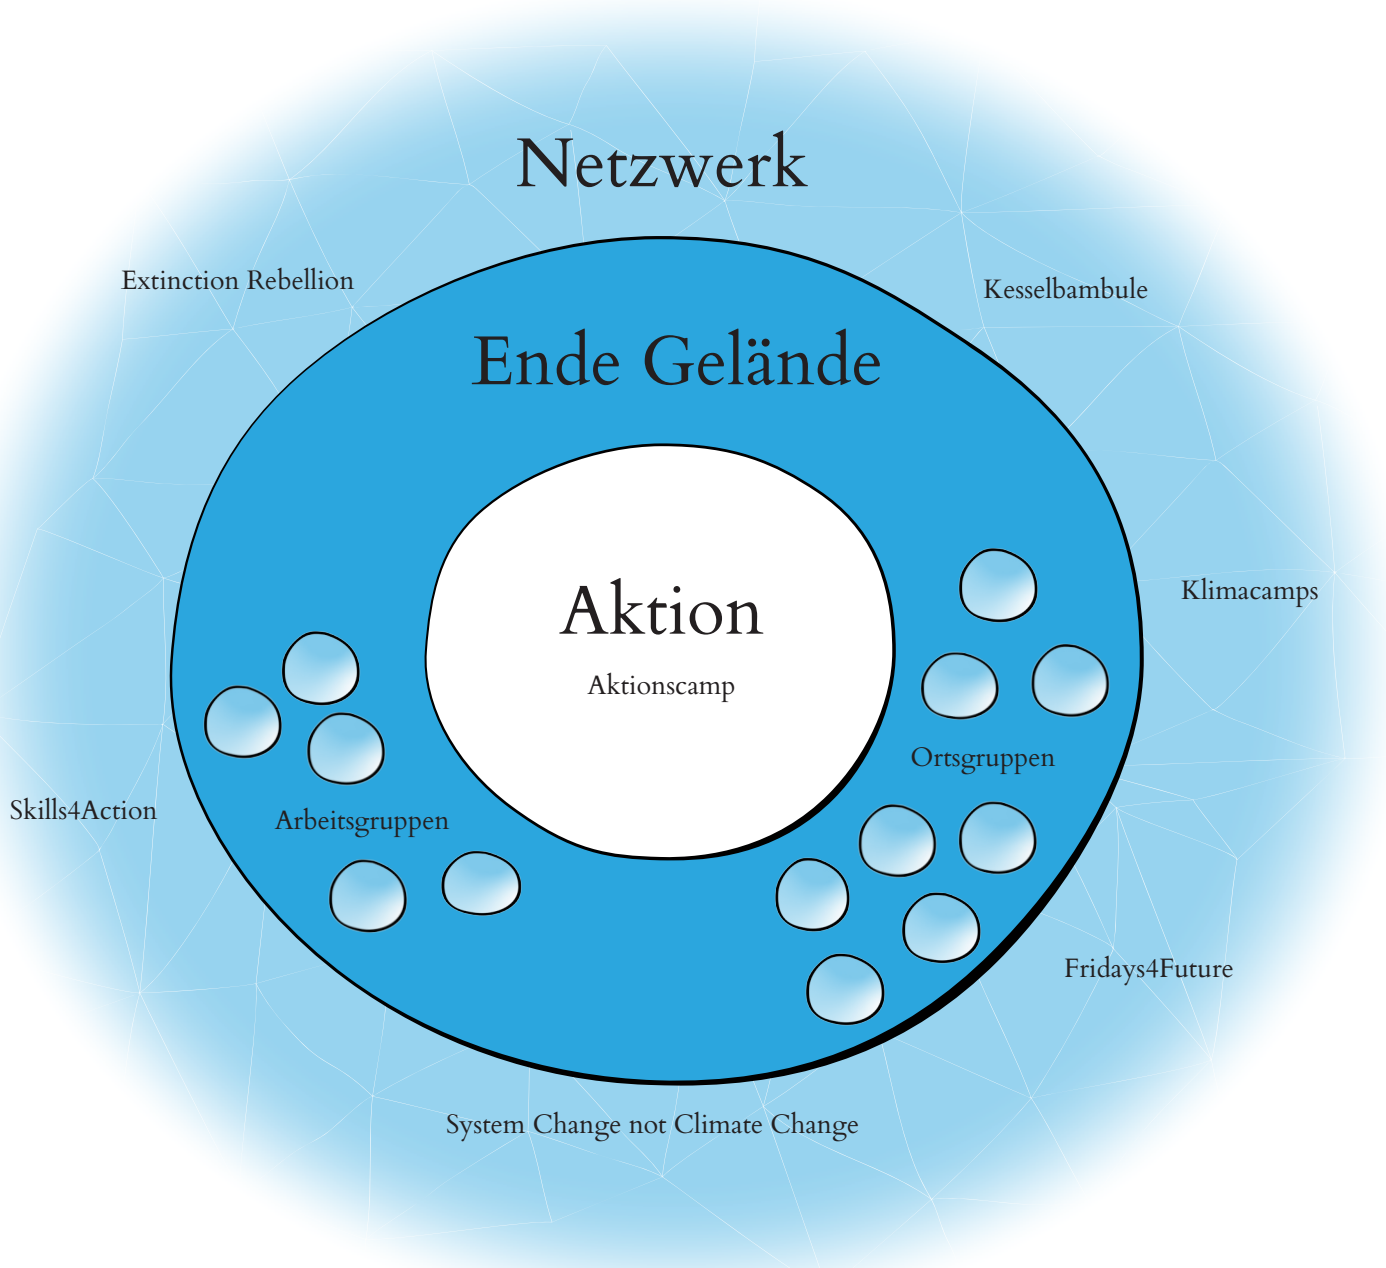 Netzwerk
Extinction Rebellion
Kesselbambule
Ende Gelände
Aktion
Klimacamps
Aktionscamp
Ortsgruppen
Skills4Action
Arbeitsgruppen
Fridays4Future
System Change not Climate Change